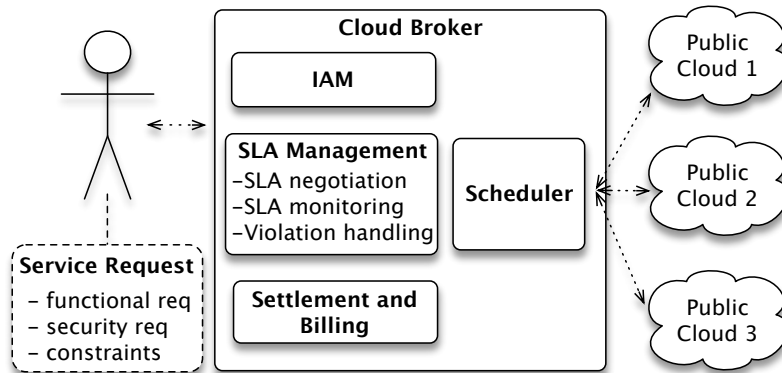 Cloud Broker
IAM
SLA Management
-SLA negotiation
-SLA monitoring
-Violation handling
Scheduler
Settlement and
Billing
Service Request
- functional req
- security req
- constraints
Public
Cloud 1
Public
Cloud 2
Public
Cloud 3